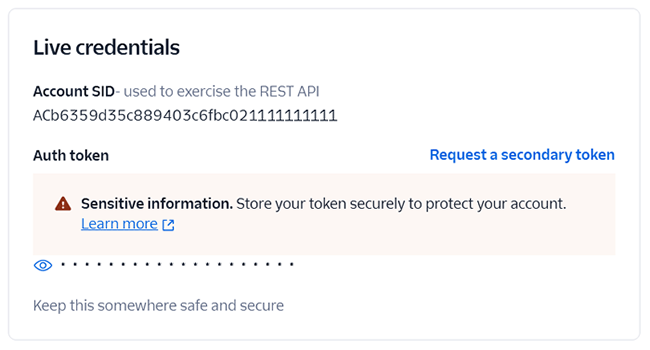 Live credentials
Account SID- used to exercise the REST API
ACb6359d35c889403c6fbc021111111111
Auth token
Request a secondary token
Sensitive information. Store your token securely to protect your account.
Learn more
• • • • • • • • • • • • • • • • • • • •
Keep this somewhere safe and secure